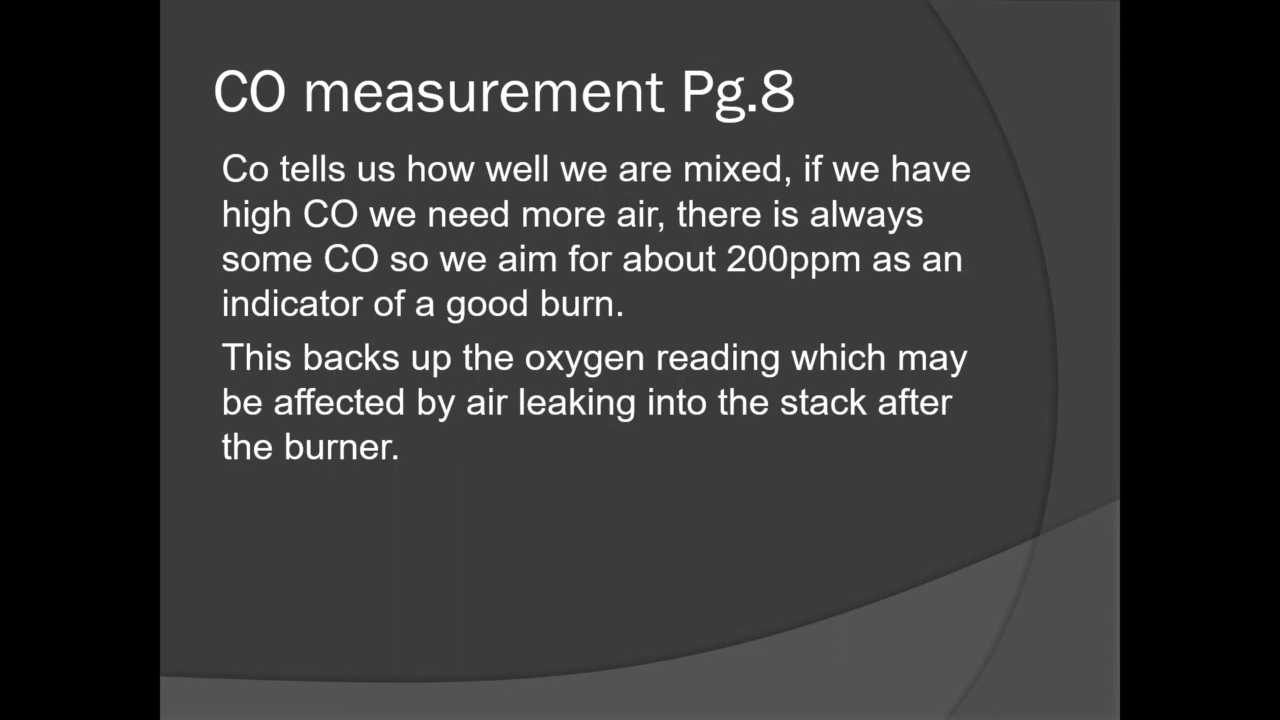 CO measurement Pg.8
Co tells us how well we are mixed, if we have
high CO we need more air, there is always
some CO so we aim for about 200ppm as an
indicator of a good burn.
This backs up the oxygen reading which may
be affected by air leaking into the stack after
the burner.